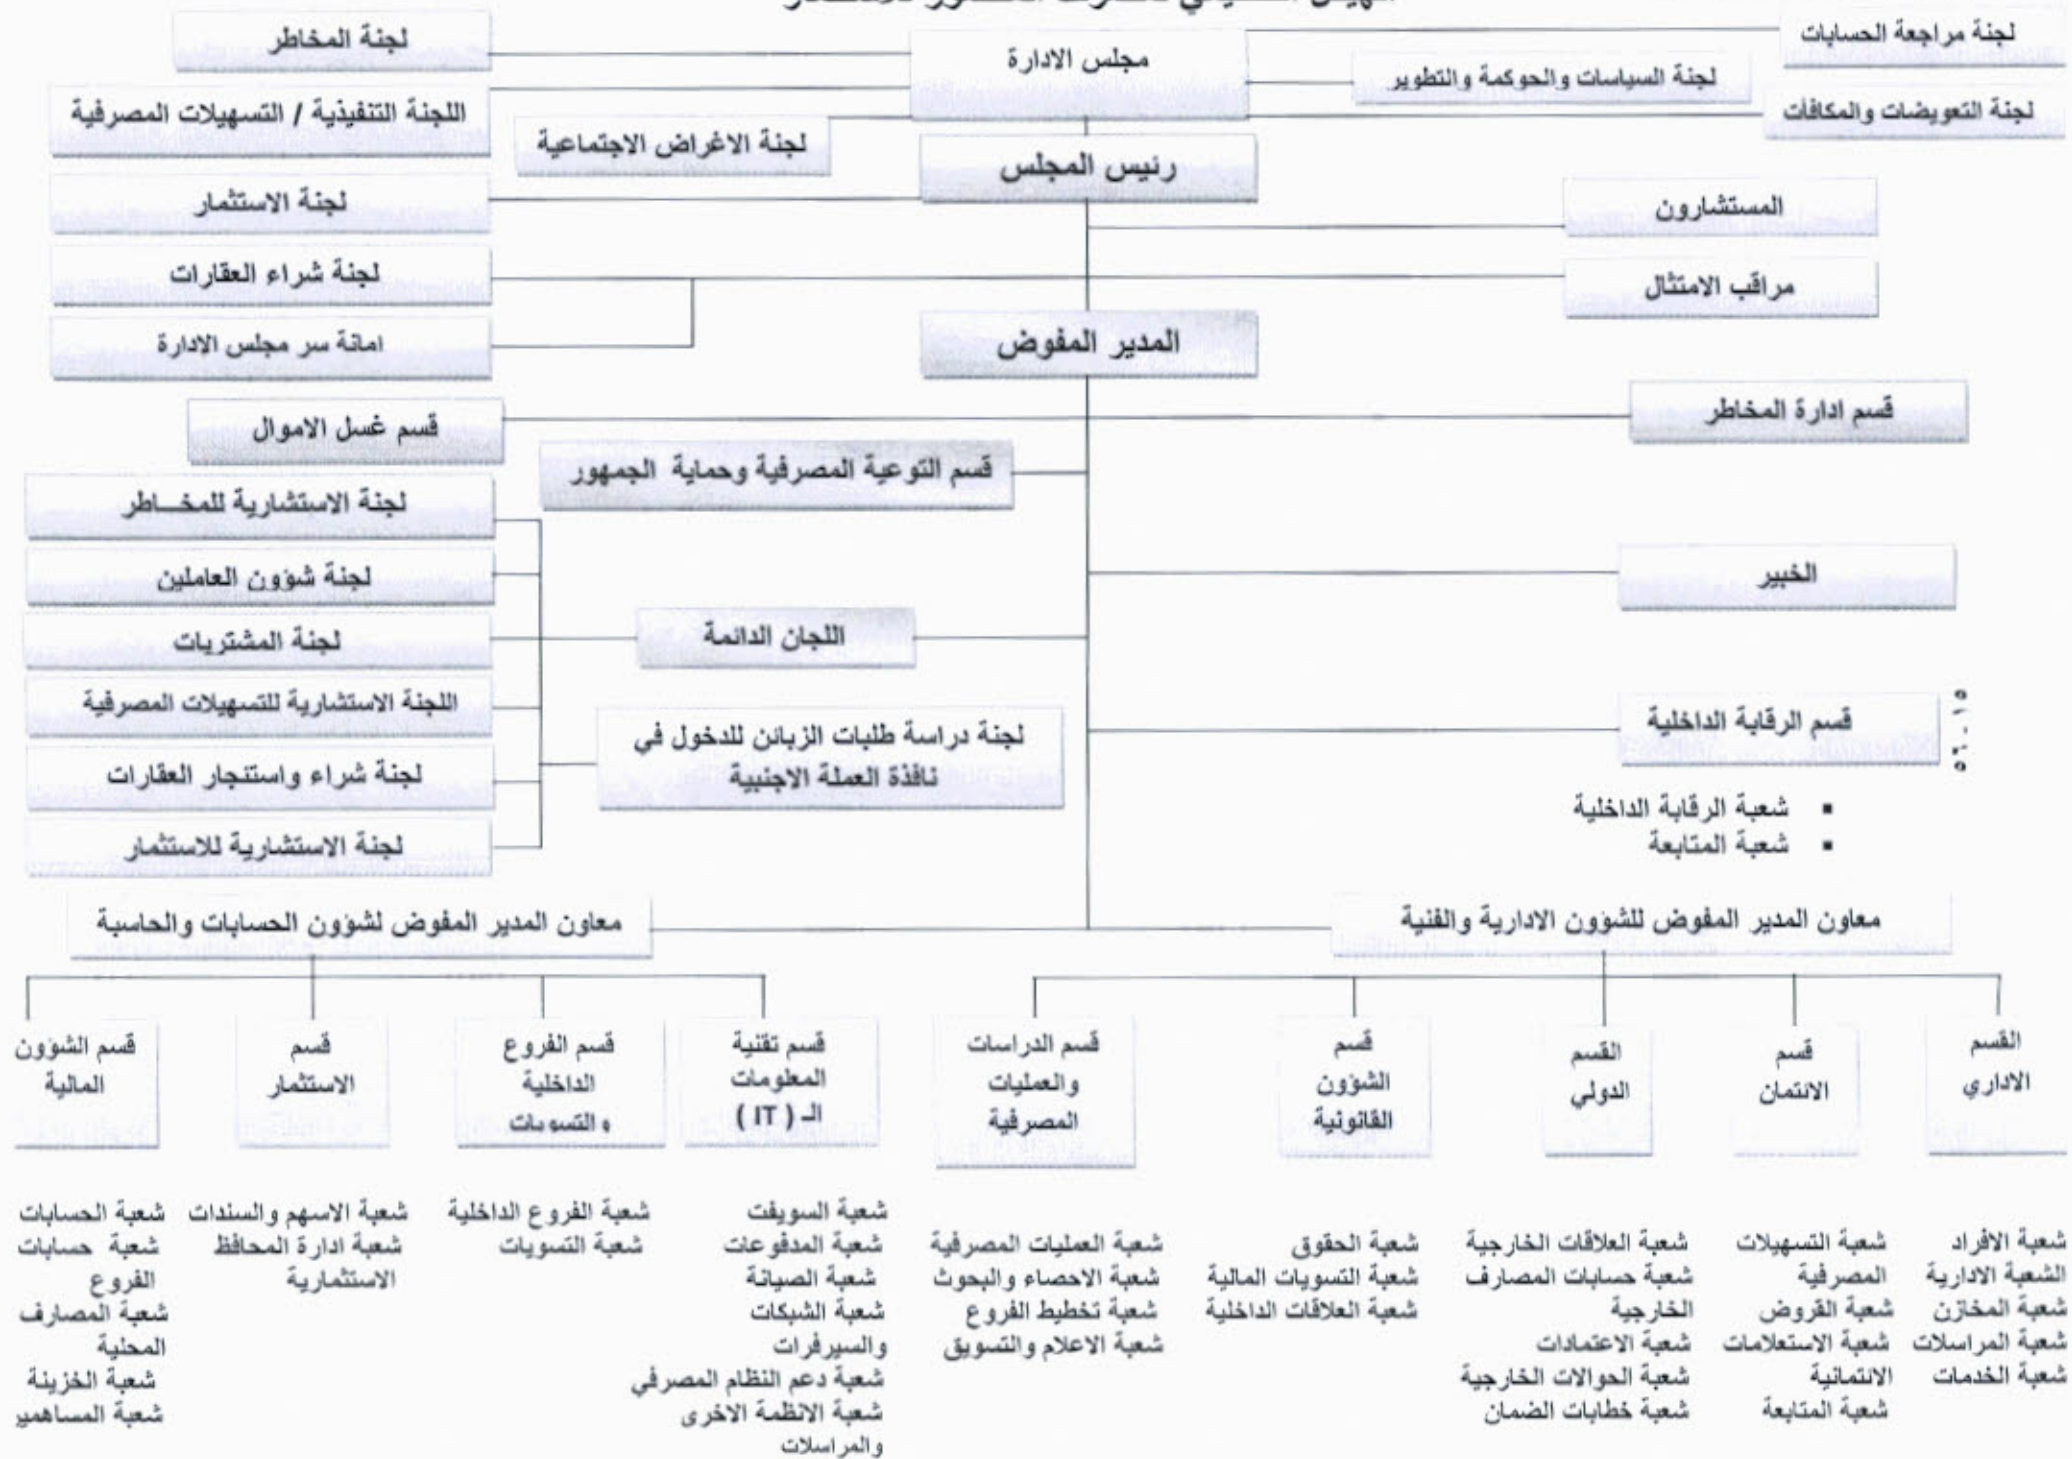 لجنة مراجعة الحسابات
مجلس الادارة
لجنة المخاطر
لجنة السياسات والحوكمة والتطوير
لجنة التعويضات والمكافأت
اللجنة التنفيذية / التسهيلات المصرفية
لجنة الاغراض الاجتماعية
رئيس المجلس
المستشارون
لجنة الاستثمار
مراقب الامتثال
لجنة شراء العقارات
المدير المفوض
امانة سر مجلس الادارة
قسم ادارة المخاطر
قسم غسل الاموال
قسم التوعية المصرفية وحماية الجمهور
لجنة الاستشارية للمخـــاطر
الخبير
لجنة شؤون العاملين
اللجان الدائمة
لجنة المشتريات
اللجنة الاستشارية للتسهيلات المصرفية
قسم الرقابة الداخلية
٥٦ - ١٥
لجنة دراسة طلبات الزبائن للدخول في
نافذة العملة الاجنبية
لجنة شراء واستنجار العقارات
▪ شعبة الرقابة الداخلية
▪ شعبة المتابعة
لجنة الاستشارية للاستثمار
معاون المدير المفوض للشؤون الادارية والفنية
معاون المدير المفوض لشؤون الحسابات والحاسبة
القسم
الاداري
قسم
الائتمان
القسم
الدولي
قسم
الشؤون
القانونية
قسم الدراسات
والعمليات
المصرفية
قسم تقنية
المعلومات
الـ ( IT )
قسم الفروع
الداخلية
والتسويات
قسم
الاستثمار
قسم الشؤون
المالية
شعبة الافراد
الشعبة الادارية
شعبة المخازن
شعبة المراسلات
شعبة الخدمات
شعبة التسهيلات
المصرفية
شعبة القروض
شعبة الاستعلامات
الائتمانية
شعبة المتابعة
شعبة العلاقات الخارجية
شعبة حسابات المصارف
الخارجية
شعبة الاعتمادات
شعبة الحوالات الخارجية
شعبة خطابات الضمان
شعبة الحقوق
شعبة التسويات المالية
شعبة العلاقات الداخلية
شعبة العمليات المصرفية
شعبة الاحصاء والبحوث
شعبة تخطيط الفروع
شعبة الاعلام والتسويق
شعبة السويفت
شعبة المدفوعات
شعبة الصيانة
شعبة الشبكات
والسيرفرات
شعبة دعم النظام المصرفي
شعبة الانظمة الاخرى
والمراسلات
شعبة الفروع الداخلية
شعبة التسويات
شعبة الاسهم والسندات
شعبة ادارة المحافظ
الاستثمارية
شعبة الحسابات
شعبة حسابات
الفروع
شعبة المصارف
المحلية
شعبة الخزينة
شعبة المساهمير